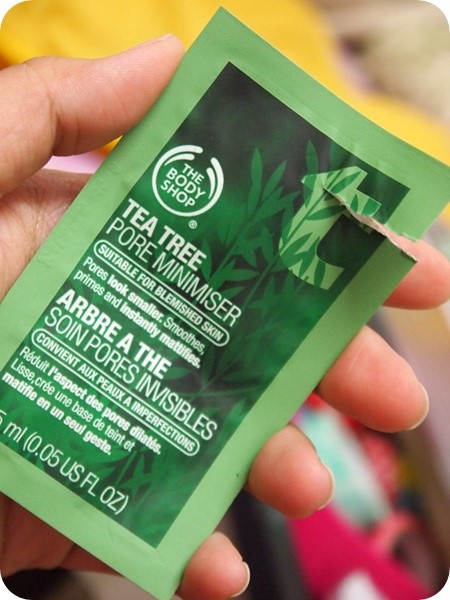 THE
BODY
SHOP
®
t
TEA TREE
PORE MINIMISER
SUITABLE FOR BLEMISHED SKIN
Pores look smaller. Smoothes,
primes and instantly mattifies.
ARBRE A THE
SOIN PORES INVISIBLES
CONVIENT AUX PEAUX A IMPERFECTIONS
Réduit l'aspect des pores dilatés.
Lisse, crée une base de teint et
matifie en un seul geste.
5 ml (0.05 US FL OZ)